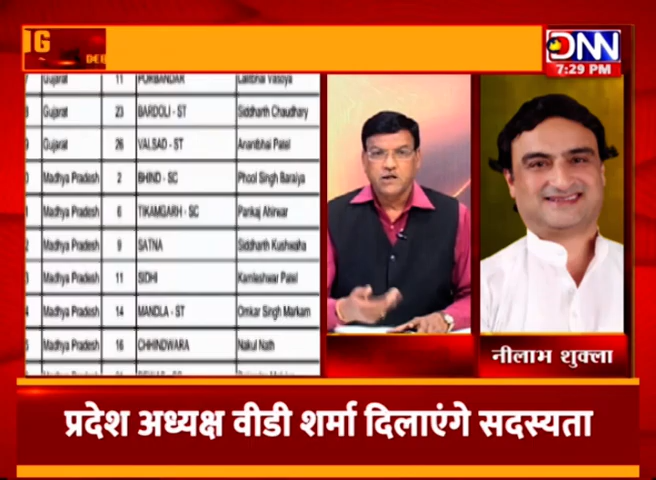 DNN
7:29 PM
Gujarat 11 PORBANDAR Lalitbhai Vasoya
Gujarat 23 BARDOLI - ST Siddharth Chaudhary
Gujarat 26 VALSAD - ST Anantbhai Patel
Madhya Pradesh 2 BHIND - SC Phool Singh Baraiya
Madhya Pradesh 6 TIKAMGARH - SC Pankaj Ahirwar
Madhya Pradesh 9 SATNA Siddharth Kushwaha
Madhya Pradesh 11 SIDHI Kamleshwar Patel
Madhya Pradesh 14 MANDLA - ST Omkar Singh Markam
Madhya Pradesh 16 CHHINDWARA Nakul Nath
नीलाभ शुक्ला
प्रदेश अध्यक्ष वीडी शर्मा दिलाएंगे सदस्यता